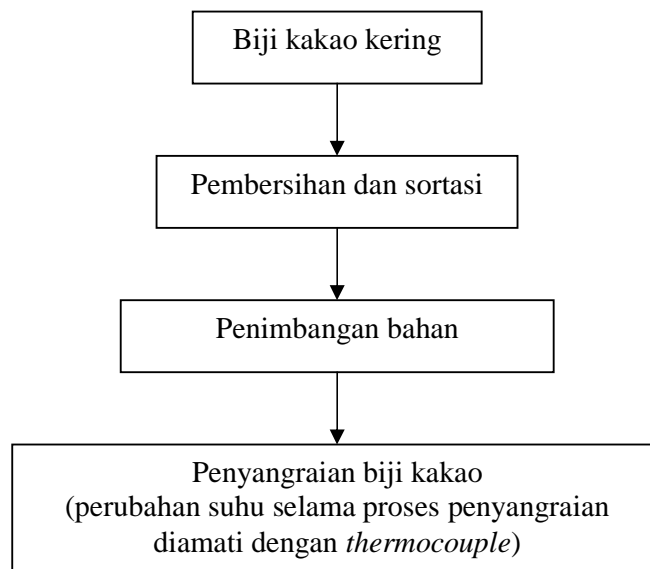 Biji kakao kering
Pembersihan dan sortasi
Penimbangan bahan
Penyangraian biji kakao
(perubahan suhu selama proses penyangraian
diamati dengan thermocouple)